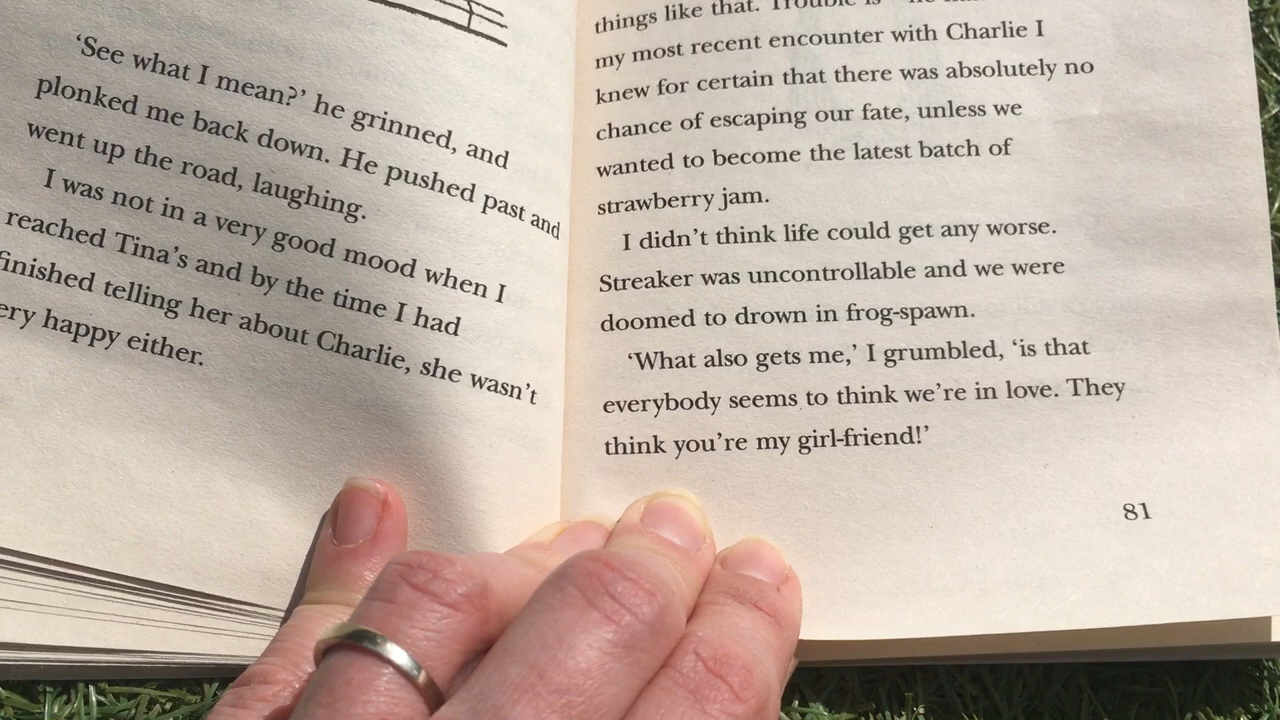 ‘See what I mean?’ he grinned, and
plonked me back down. He pushed past and
went up the road, laughing.
I was not in a very good mood when I
reached Tina’s and by the time I had
finished telling her about Charlie, she wasn’t
happy either.
things like that.
my most recent encounter with Charlie I
knew for certain that there was absolutely no
chance of escaping our fate, unless we
wanted to become the latest batch of
strawberry jam.
I didn’t think life could get any worse.
Streaker was uncontrollable and we were
doomed to drown in frog-spawn.
‘What also gets me,’ I grumbled, ‘is that
everybody seems to think we’re in love. They
think you’re my girl-friend!’
81